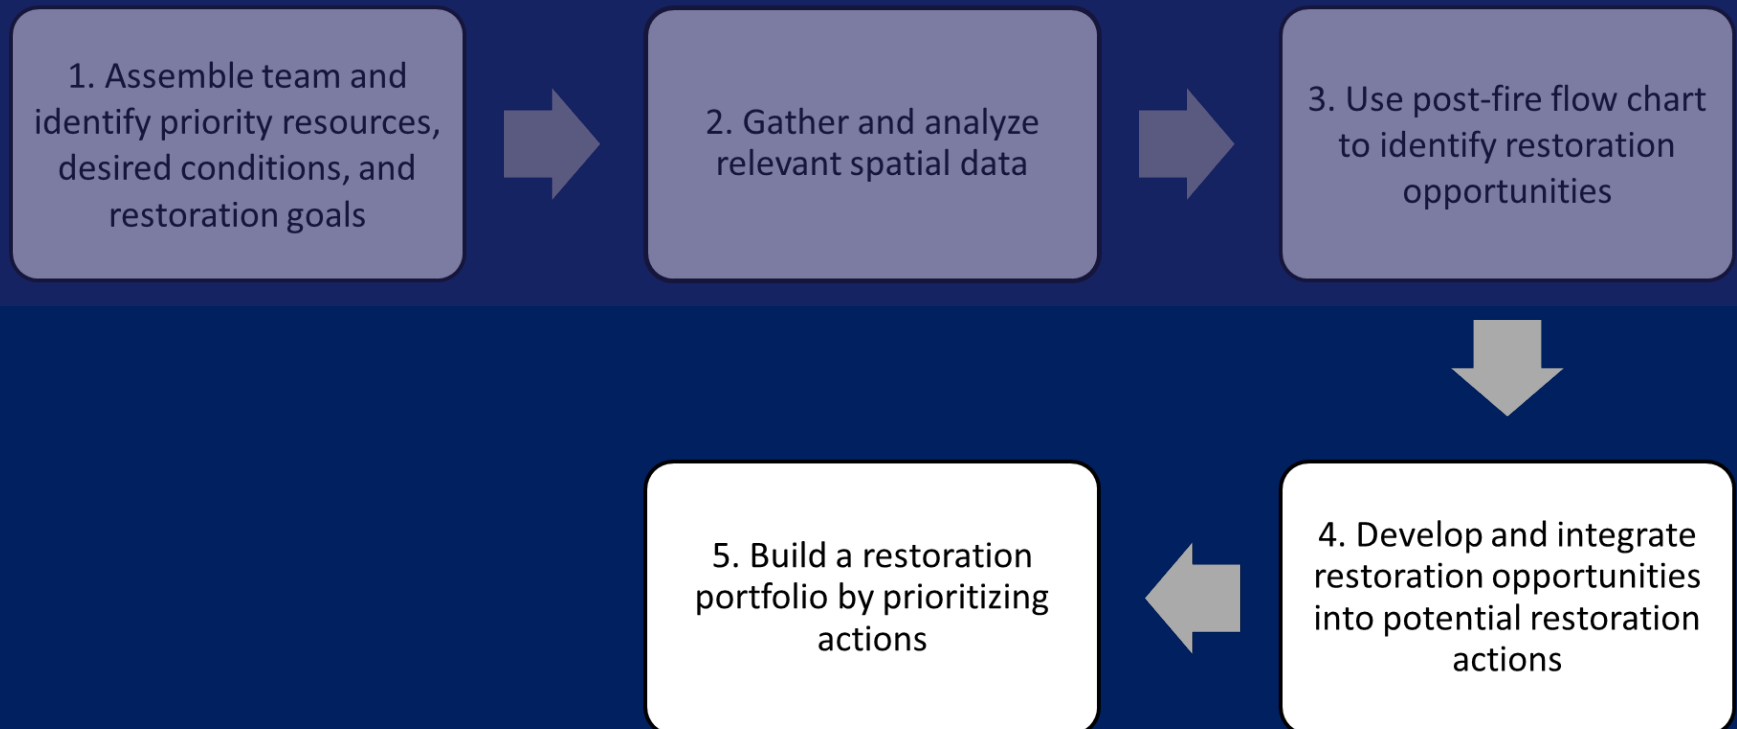 1. Assemble team and
identify priority resources,
desired conditions, and
restoration goals
2. Gather and analyze
relevant spatial data
3. Use post-fire flow chart
to identify restoration
opportunities
4. Develop and integrate
restoration opportunities
into potential restoration
actions
5. Build a restoration
portfolio by prioritizing
actions